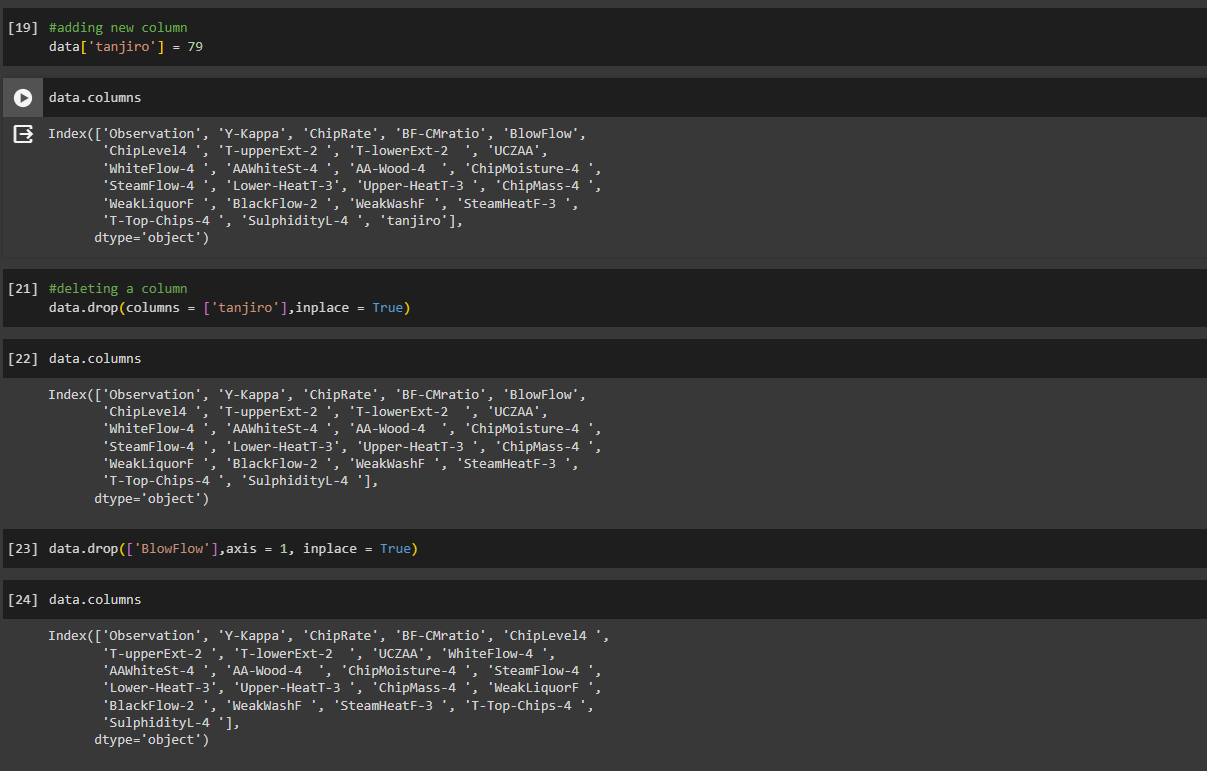 [19] #adding new column
data['tanjiro'] = 79
data.columns
Index(['Observation', 'Y-Kappa', 'ChipRate', 'BF-CMratio', 'BlowFlow',
'ChipLevel4 ', 'T-upperExt-2 ', 'T-lowerExt-2  ', 'UCZAA',
'WhiteFlow-4 ', 'AAWhiteSt-4 ', 'AA-Wood-4  ', 'ChipMoisture-4 ',
'SteamFlow-4 ', 'Lower-HeatT-3', 'Upper-HeatT-3 ', 'ChipMass-4 ',
'WeakLiquorF ', 'BlackFlow-2 ', 'WeakWashF ', 'SteamHeatF-3 ',
'T-Top-Chips-4 ', 'SulphidityL-4 ', 'tanjiro'],
dtype='object')
[21] #deleting a column
data.drop(columns = ['tanjiro'],inplace = True)
[22] data.columns
Index(['Observation', 'Y-Kappa', 'ChipRate', 'BF-CMratio', 'BlowFlow',
'ChipLevel4 ', 'T-upperExt-2 ', 'T-lowerExt-2  ', 'UCZAA',
'WhiteFlow-4 ', 'AAWhiteSt-4 ', 'AA-Wood-4  ', 'ChipMoisture-4 ',
'SteamFlow-4 ', 'Lower-HeatT-3', 'Upper-HeatT-3 ', 'ChipMass-4 ',
'WeakLiquorF ', 'BlackFlow-2 ', 'WeakWashF ', 'SteamHeatF-3 ',
'T-Top-Chips-4 ', 'SulphidityL-4 '],
dtype='object')
[23] data.drop(['BlowFlow'],axis = 1, inplace = True)
[24] data.columns
Index(['Observation', 'Y-Kappa', 'ChipRate', 'BF-CMratio', 'ChipLevel4 ',
'T-upperExt-2 ', 'T-lowerExt-2  ', 'UCZAA', 'WhiteFlow-4 ',
'AAWhiteSt-4 ', 'AA-Wood-4  ', 'ChipMoisture-4 ', 'SteamFlow-4 ',
'Lower-HeatT-3', 'Upper-HeatT-3 ', 'ChipMass-4 ', 'WeakLiquorF ',
'BlackFlow-2 ', 'WeakWashF ', 'SteamHeatF-3 ', 'T-Top-Chips-4 ',
'SulphidityL-4 '],
dtype='object')